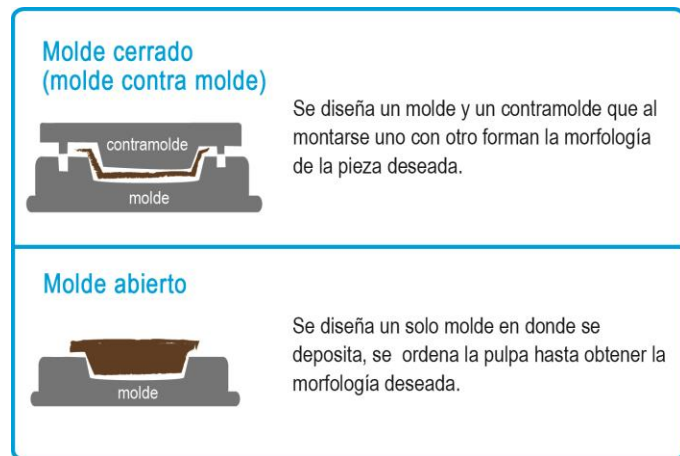 Molde cerrado
(molde contra molde)
contramolde
molde
Se diseña un molde y un contramolde que al
montarse uno con otro forman la morfología
de la pieza deseada.
Molde abierto
molde
Se diseña un solo molde en donde se
deposita, se ordena la pulpa hasta obtener la
morfología deseada.